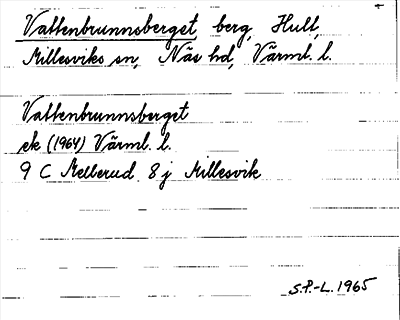 Vattenbrunnsberget, berg, Hult,
Millesviks sn, Näs hd, Värml. l.
Vattenbrunnsberget
ek (1964) Värml. l.
9 C Mellerud 8 j Millesvik
S.P.-L. 1965